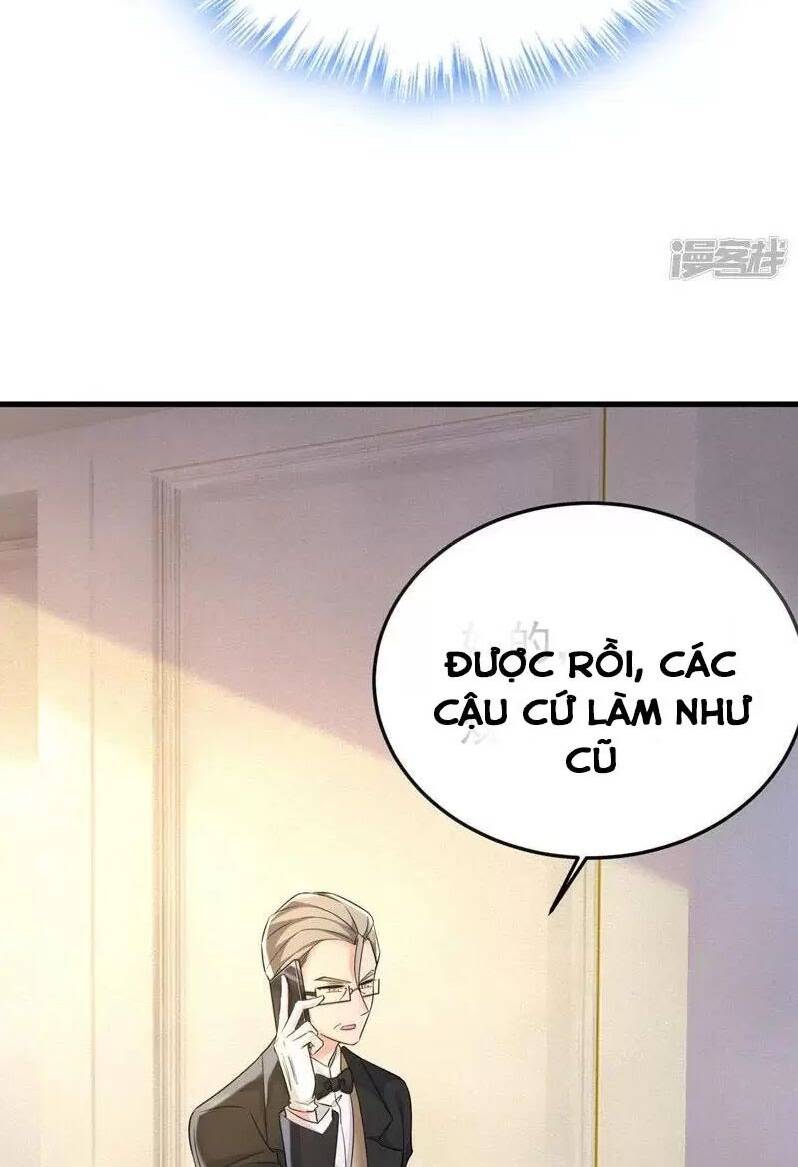 漫客栈
ĐƯỢC RỒI, CÁC
CẬU CỨ LÀM NHƯ
CŨ